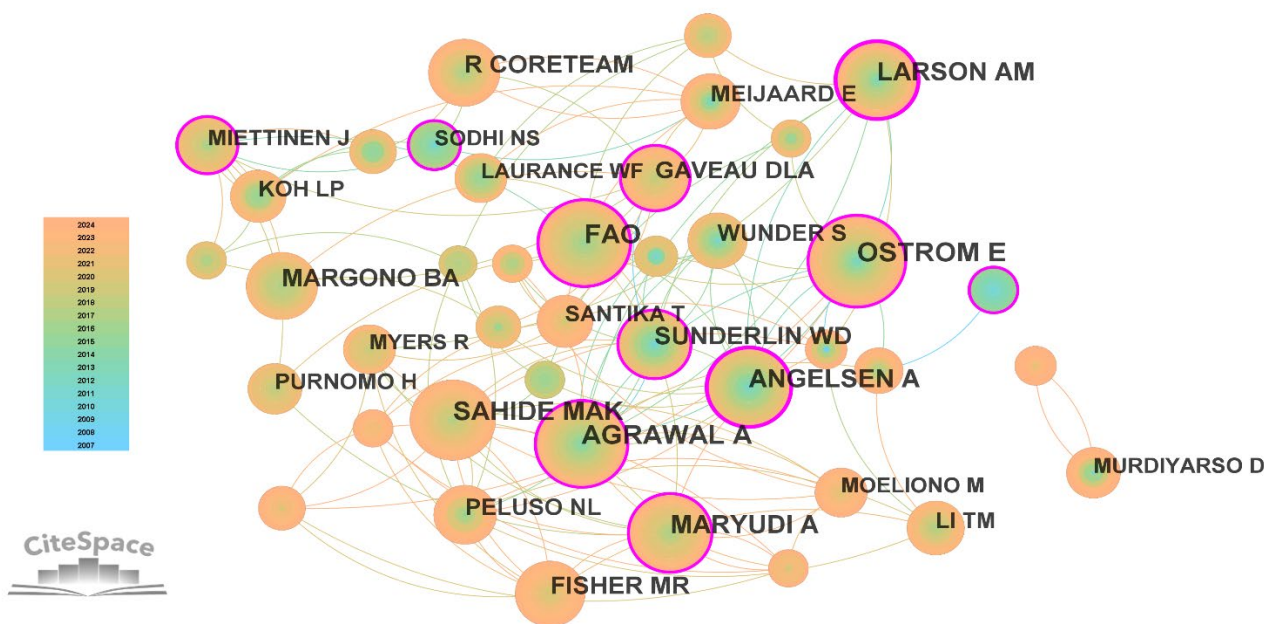 R CORETEAM
LARSON AM
MEIJAARD E
MIETTINEN J
SODHI NS
LAURANCE WF
GAVEAU DLA
KOH LP
FAO
WUNDER S
OSTROM E
MARGONO BA
SANTIKA T
SUNDERLIN WD
MYERS R
PURNOMO H
ANGELSEN A
SAHIDE MAK
AGRAWAL A
MURDIYARSO D
MOELIONO M
PELUSO NL
MARYUDI A
LI TM
FISHER MR
2024
2023
2022
2021
2020
2019
2018
2017
2016
2015
2014
2013
2012
2011
2010
2009
2008
2007
CiteSpace